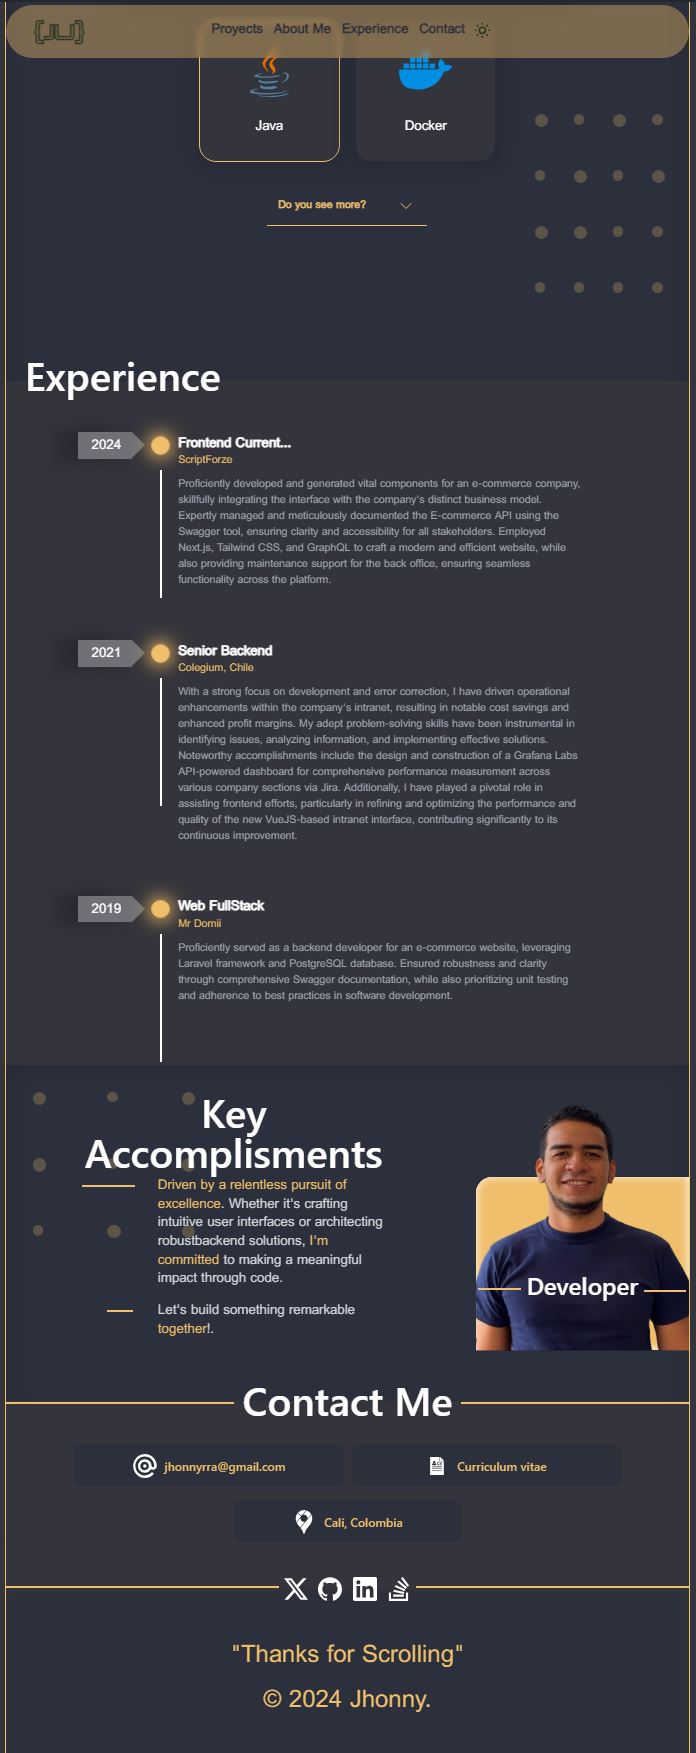 {JLJ}
Proyects About Me Experience Contact
Java
Docker
Do you see more?
Experience
2024
Frontend Current...
ScriptForze
Proficiently developed and generated vital components for an e-commerce company,
skillfully integrating the interface with the company's distinct business model.
Expertly managed and meticulously documented the E-commerce API using the
Swagger tool, ensuring clarity and accessibility for all stakeholders. Employed
Next.js, Tailwind CSS, and GraphQL to craft a modern and efficient website, while
also providing maintenance support for the back office, ensuring seamless
functionality across the platform.
2021
Senior Backend
Colegium, Chile
With a strong focus on development and error correction, I have driven operational
enhancements within the company's intranet, resulting in notable cost savings and
enhanced profit margins. My adept problem-solving skills have been instrumental in
identifying issues, analyzing information, and implementing effective solutions.
Noteworthy accomplishments include the design and construction of a Grafana Labs
API-powered dashboard for comprehensive performance measurement across
various company sections via Jira. Additionally, I have played a pivotal role in
assisting frontend efforts, particularly in refining and optimizing the performance and
quality of the new VueJS-based intranet interface, contributing significantly to its
continuous improvement.
2019
Web FullStack
Mr Domii
Proficiently served as a backend developer for an e-commerce website, leveraging
Laravel framework and PostgreSQL database. Ensured robustness and clarity
through comprehensive Swagger documentation, while also prioritizing unit testing
and adherence to best practices in software development.
Key
Accomplisments
Driven by a relentless pursuit of
excellence. Whether it's crafting
intuitive user interfaces or architecting
robustbackend solutions, I'm
committed to making a meaningful
impact through code.
Let's build something remarkable
together!.
Developer
Contact Me
jhonnyrra@gmail.com
Curriculum vitae
Cali, Colombia
"Thanks for Scrolling"
© 2024 Jhonny.